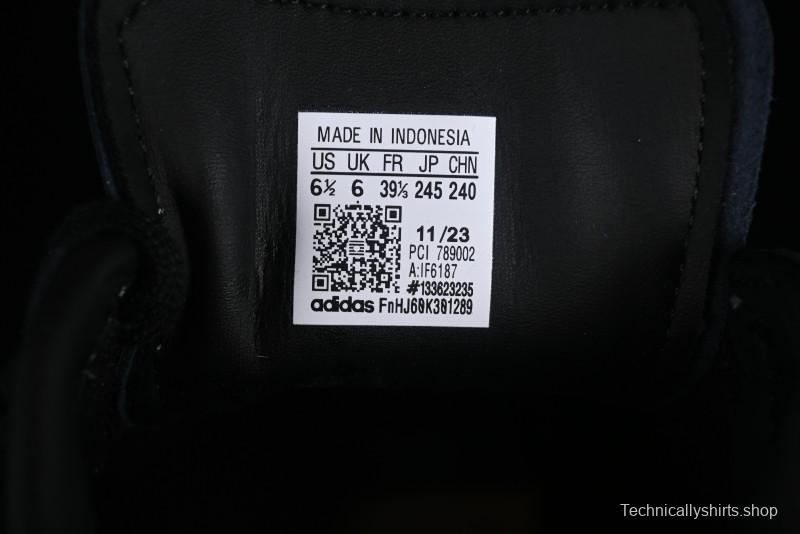 MADE IN INDONESIA
US UK FR JP CHN
6½ 6 39⅓ 245 240
11/23
PCI 789002
A:IF6187
#133623235
adidas FnHJ60K301289
Technicallyshirts.shop